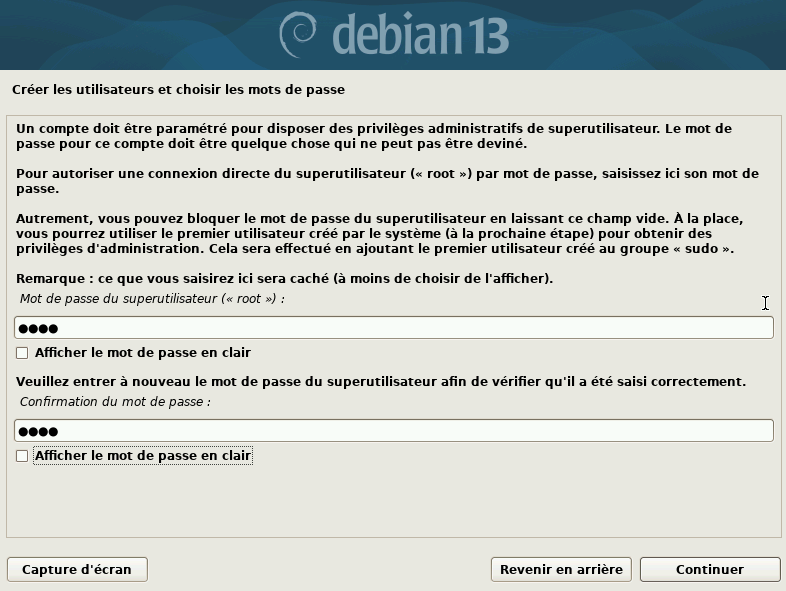 debian 13
Créer les utilisateurs et choisir les mots de passe
Un compte doit être paramétré pour disposer des privilèges administratifs de superutilisateur. Le mot de
passe pour ce compte doit être quelque chose qui ne peut pas être deviné.
Pour autoriser une connexion directe du superutilisateur (« root ») par mot de passe, saisissez ici son mot de
passe.
Autrement, vous pouvez bloquer le mot de passe du superutilisateur en laissant ce champ vide. À la place,
vous pourrez utiliser le premier utilisateur créé par le système (à la prochaine étape) pour obtenir des
privilèges d'administration. Cela sera effectué en ajoutant le premier utilisateur créé au groupe « sudo ».
Remarque : ce que vous saisirez ici sera caché (à moins de choisir de l'afficher).
Mot de passe du superutilisateur (« root ») :
●●●●
Afficher le mot de passe en clair
Veuillez entrer à nouveau le mot de passe du superutilisateur afin de vérifier qu'il a été saisi correctement.
Confirmation du mot de passe :
●●●●
Afficher le mot de passe en clair
Capture d'écran
Revenir en arrière
Continuer